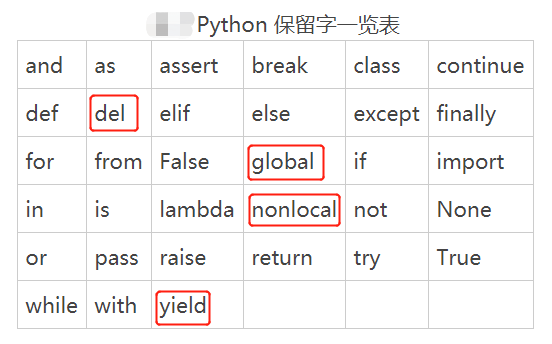 Python 保留字一览表
and as assert break class continue
def del elif else except finally
for from False global if import
in is lambda nonlocal not None
or pass raise return try True
while with yield